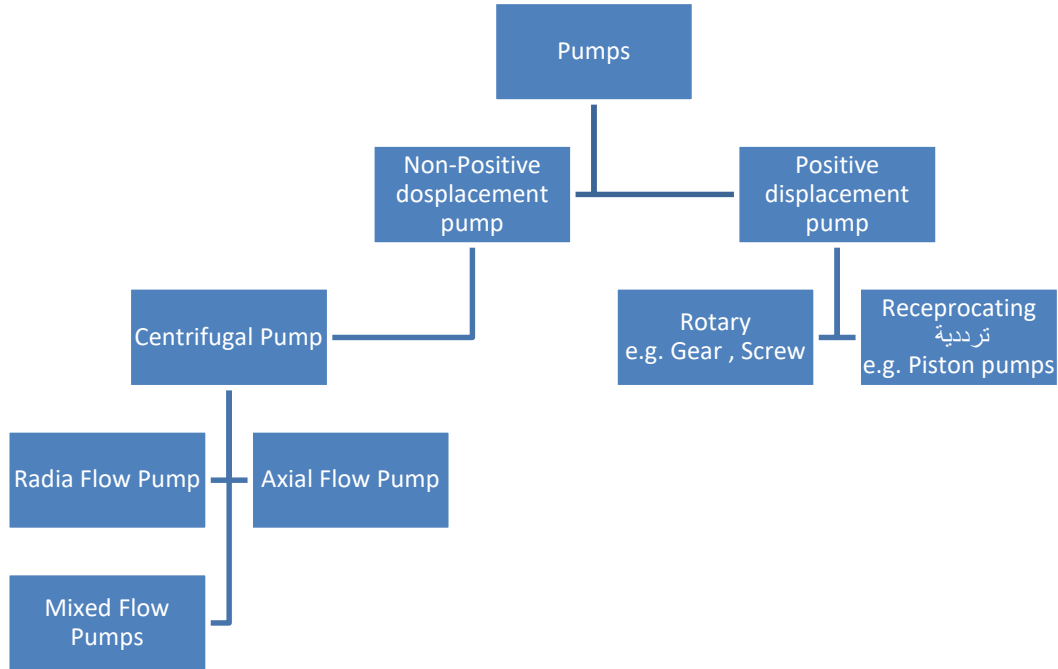 Pumps
Non-Positive
dosplacement
pump
Positive
displacement
pump
Centrifugal Pump
Rotary
e.g. Gear , Screw
Receprocating
ترددية
e.g. Piston pumps
Radia Flow Pump
Axial Flow Pump
Mixed Flow
Pumps